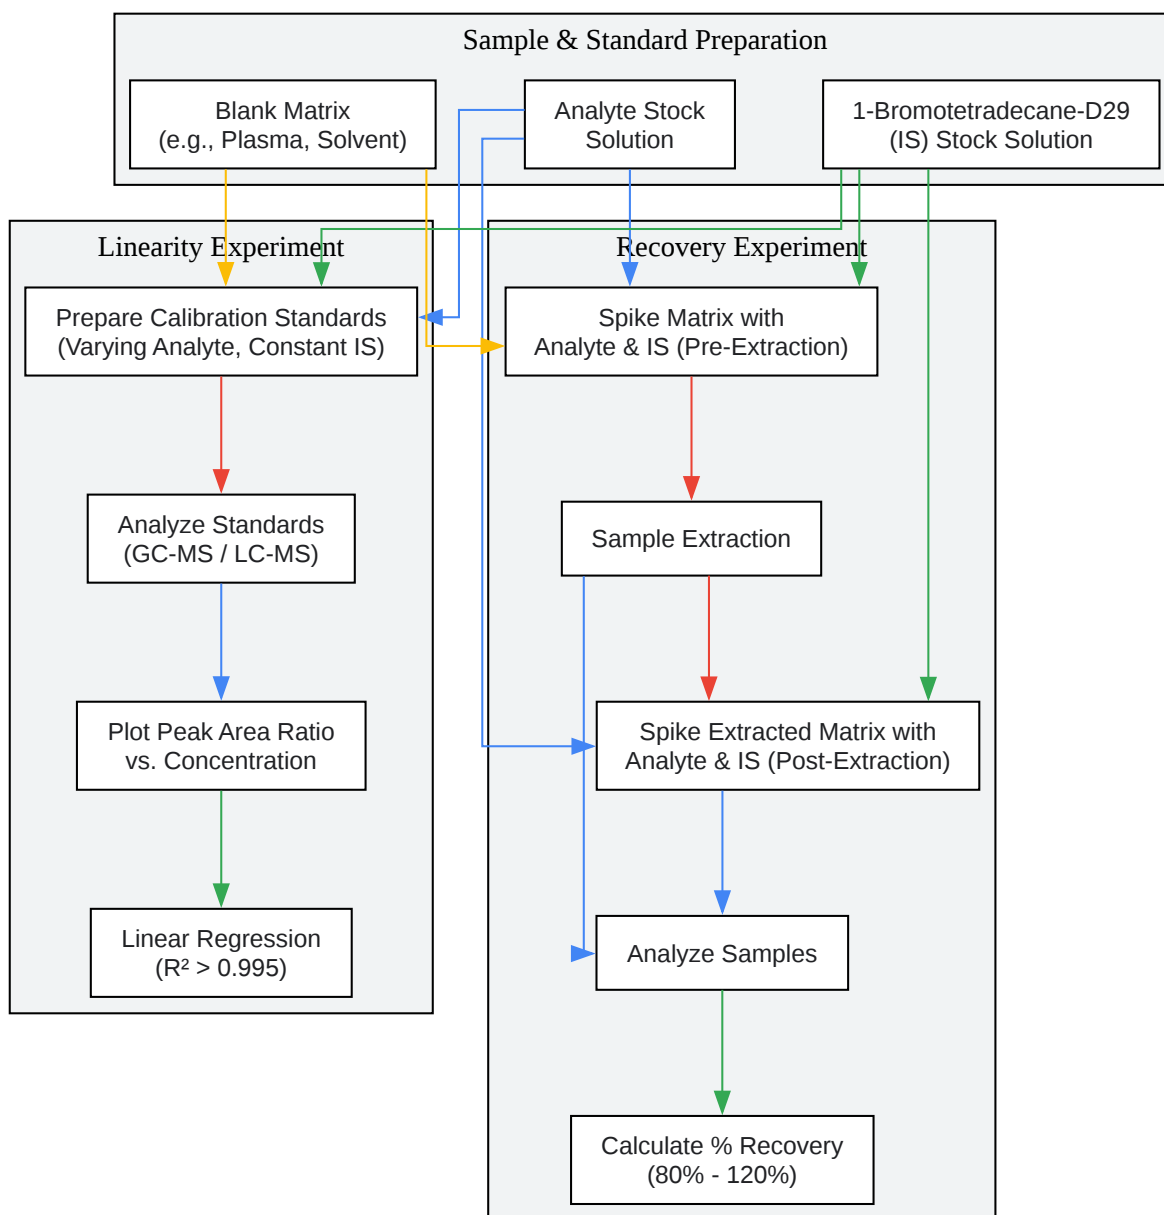 Sample & Standard Preparation
Blank Matrix
(e.g., Plasma, Solvent)
Analyte Stock
Solution
1-Bromotetradecane-D29
(IS) Stock Solution
Linearity Experiment
Prepare Calibration Standards
(Varying Analyte, Constant IS)
Analyze Standards
(GC-MS / LC-MS)
Plot Peak Area Ratio
vs. Concentration
Linear Regression
(R² > 0.995)
Recovery Experiment
Spike Matrix with
Analyte & IS (Pre-Extraction)
Sample Extraction
Spike Extracted Matrix with
Analyte & IS (Post-Extraction)
Analyze Samples
Calculate % Recovery
(80% - 120%)